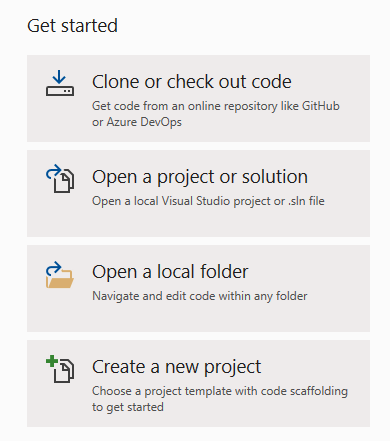 Get started
Clone or check out code
Get code from an online repository like GitHub
or Azure DevOps
Open a project or solution
Open a local Visual Studio project or .sln file
Open a local folder
Navigate and edit code within any folder
Create a new project
Choose a project template with code scaffolding
to get started